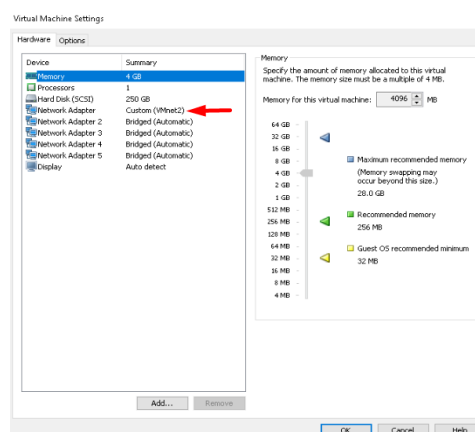 Virtual Machine Settings
Hardware Options
Device Summary
Memory 4 GB
Processors 1
Hard Disk (SCSI) 250 GB
Network Adapter Custom (VMnet2)
Network Adapter 2 Bridged (Automatic)
Network Adapter 3 Bridged (Automatic)
Network Adapter 4 Bridged (Automatic)
Network Adapter 5 Bridged (Automatic)
Display Auto detect
Add... Remove
Memory
Specify the amount of memory allocated to this virtual
machine. The memory size must be a multiple of 4 MB.
Memory for this virtual machine: 4096 MB
64 GB
32 GB
16 GB
8 GB
4 GB
2 GB
1 GB
512 MB
256 MB
128 MB
64 MB
32 MB
16 MB
8 MB
4 MB
Maximum recommended memory
(Memory swapping may
occur beyond this size.)
28.0 GB
Recommended memory
256 MB
Guest OS recommended minimum
32 MB
OK Cancel Help